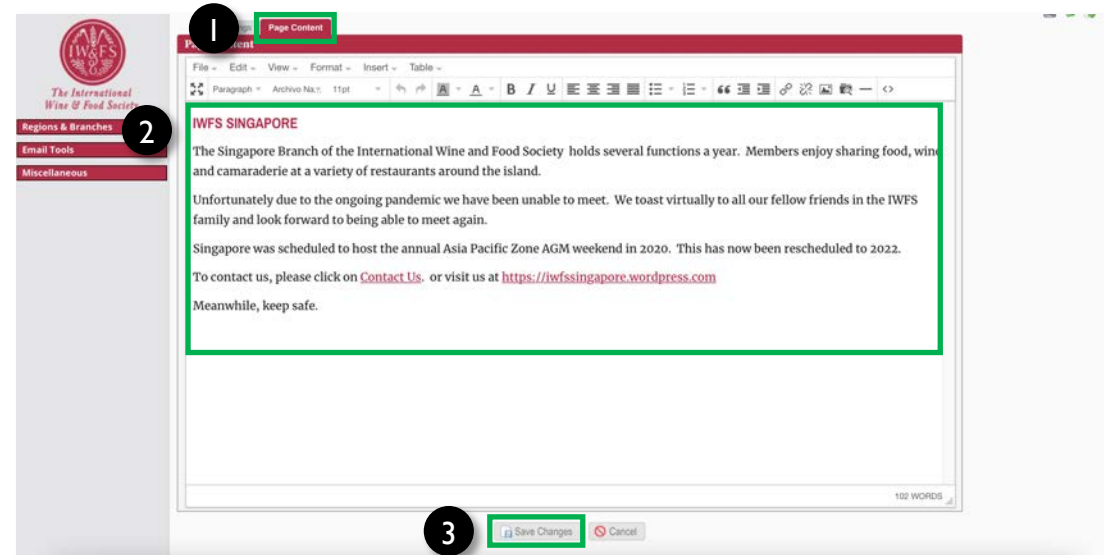 1
Page Content
IW&FS
The International
Wine & Food Society
Regions & Branches
2
Email Tools
Miscellaneous
File Edit View Format Insert Table
Paragraph Archivo Na... 11pt A A B I U
IWFS SINGAPORE
The Singapore Branch of the International Wine and Food Society holds several functions a year. Members enjoy sharing food, wine
and camaraderie at a variety of restaurants around the island.
Unfortunately due to the ongoing pandemic we have been unable to meet. We toast virtually to all our fellow friends in the IWFS
family and look forward to being able to meet again.
Singapore was scheduled to host the annual Asia Pacific Zone AGM weekend in 2020. This has now been rescheduled to 2022.
To contact us, please click on Contact Us. or visit us at https://iwfssingapore.wordpress.com
Meanwhile, keep safe.
102 WORDS
3
Save Changes Cancel